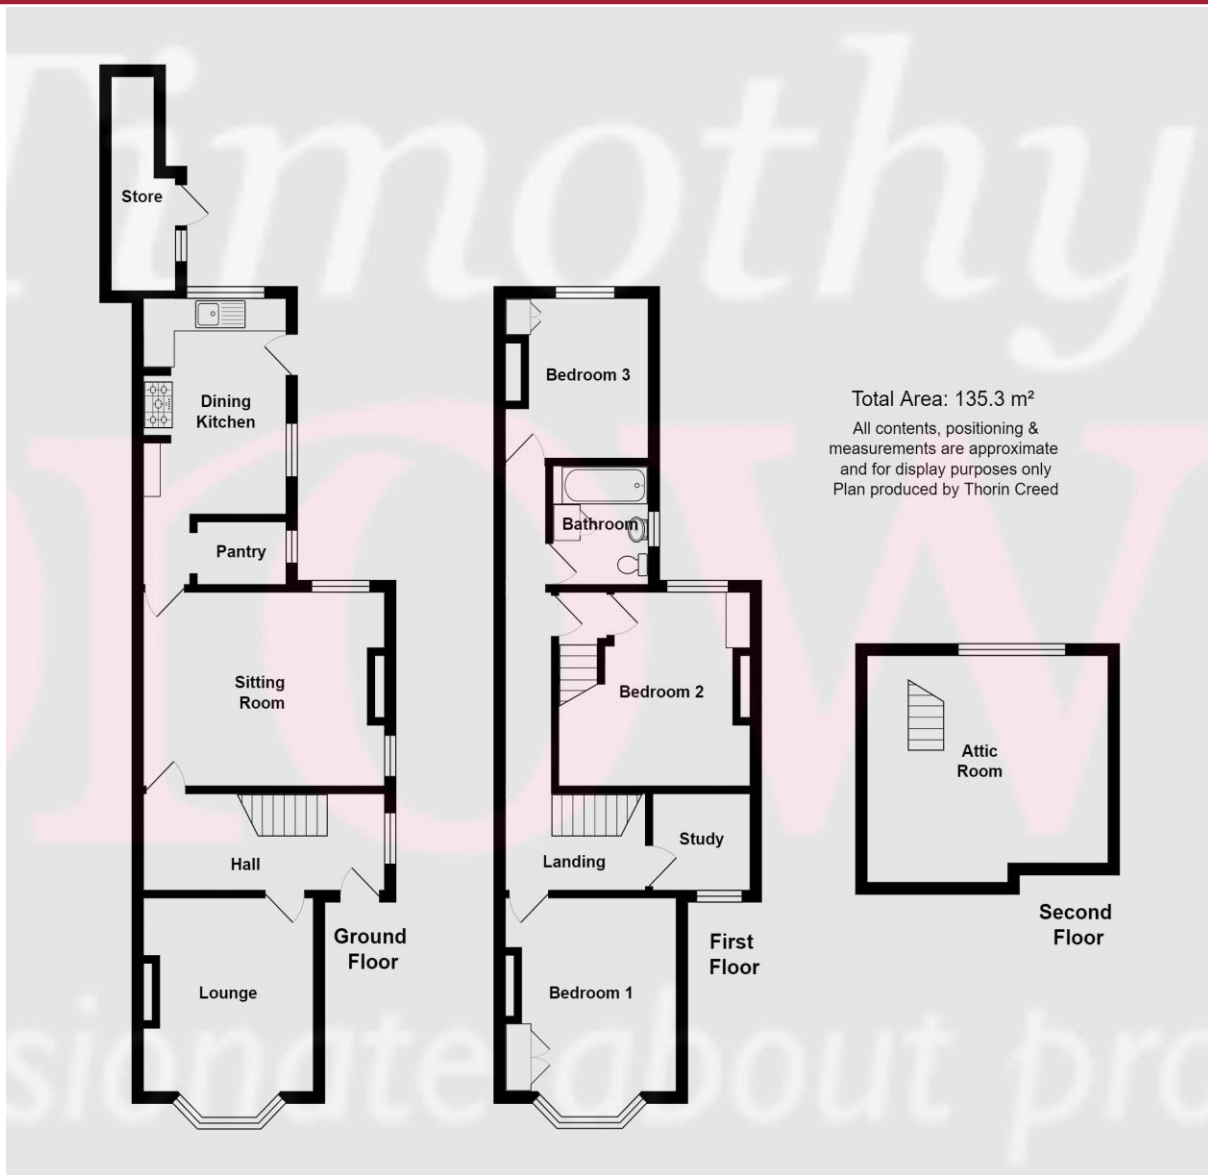 Timothy
Store
Dining
Kitchen
Pantry
Sitting
Room
Hall
Lounge
Ground
Floor
Bedroom 3
Bathroom
Bedroom 2
Study
Landing
Bedroom 1
First
Floor
Total Area: 135.3 m²
All contents, positioning &
measurements are approximate
and for display purposes only
Plan produced by Thorin Creed
Attic
Room
Second
Floor
about